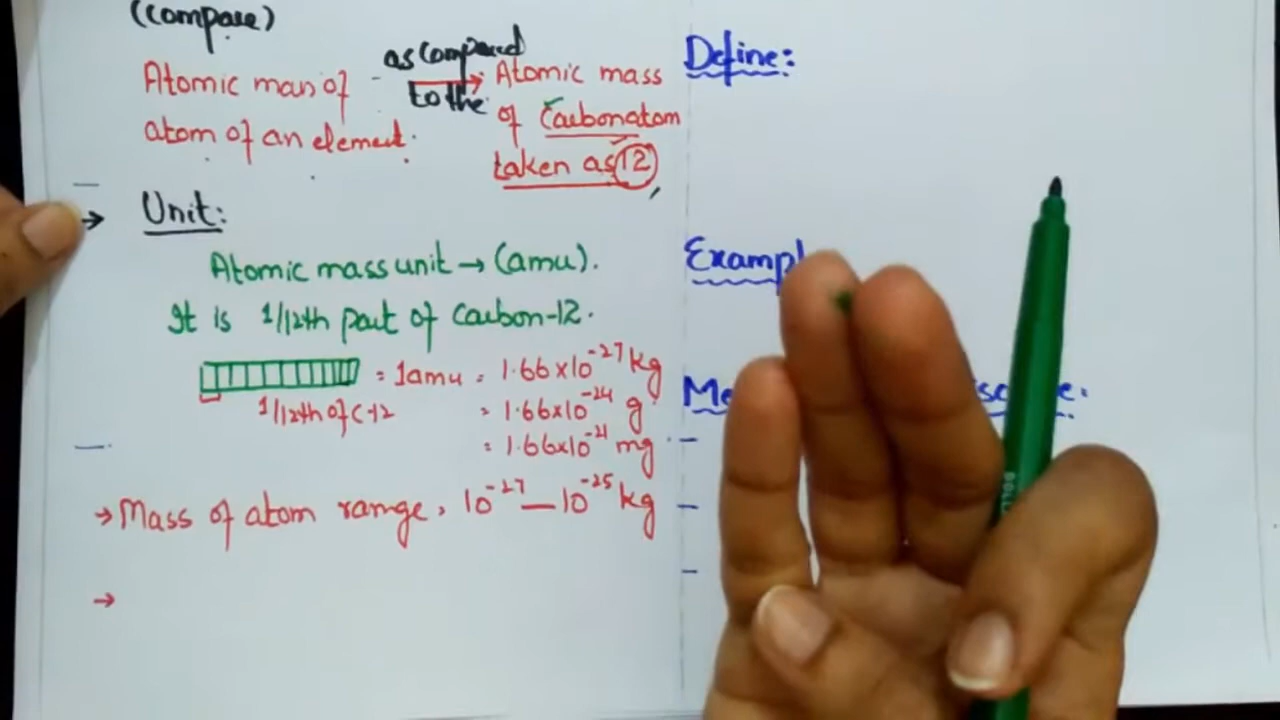 (Compare)
Atomic mass of
atom of an element.
as compared
to the
Atomic mass
of Carbon atom
taken as 12
→ Unit:
Atomic mass unit → (amu).
It is 1/12th part of Carbon-12.
= 1amu = 1.66×10⁻²⁷ kg
1/12th of C-12
= 1.66×10⁻²⁴ g
= 1.66×10⁻²¹ mg
→ Mass of atom range, 10⁻²⁷ — 10⁻²⁵ kg
→
Define: